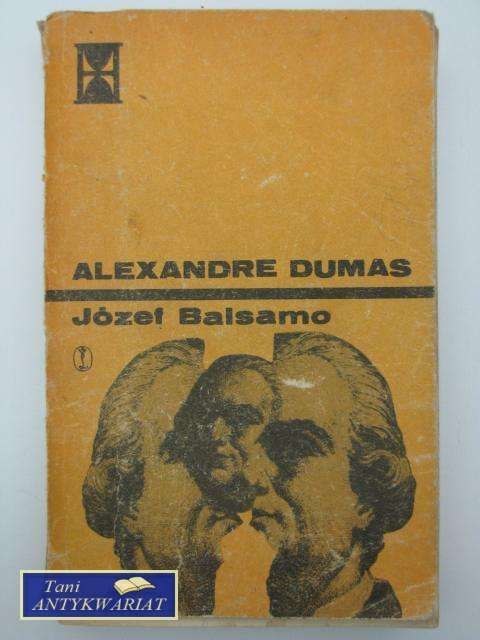 ALEXANDRE DUMAS
Józef Balsamo
Tani
ANTYKWARIAT